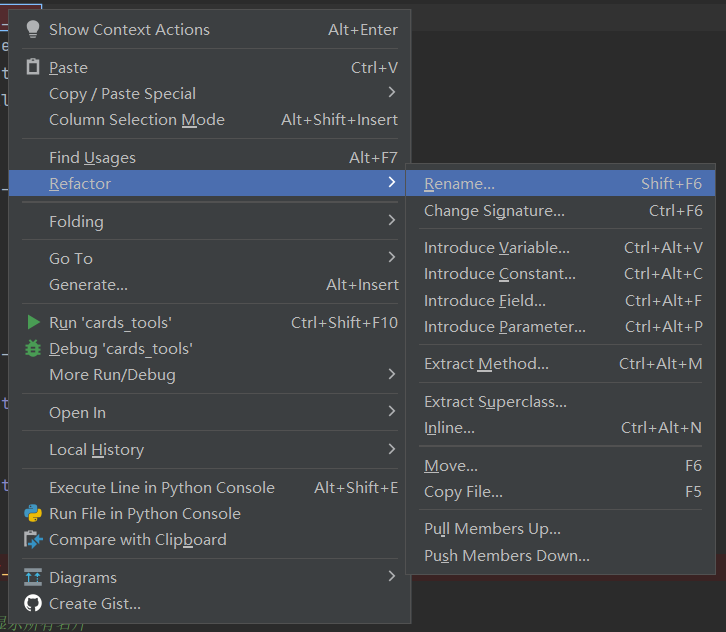 Show Context Actions Alt+Enter
Paste Ctrl+V
Copy / Paste Special
Column Selection Mode Alt+Shift+Insert
Find Usages Alt+F7
Refactor
Folding
Go To
Generate... Alt+Insert
Run 'cards_tools' Ctrl+Shift+F10
Debug 'cards_tools'
More Run/Debug
Open In
Local History
Execute Line in Python Console Alt+Shift+E
Run File in Python Console
Compare with Clipboard
Diagrams
Create Gist...
Rename... Shift+F6
Change Signature... Ctrl+F6
Introduce Variable... Ctrl+Alt+V
Introduce Constant... Ctrl+Alt+C
Introduce Field... Ctrl+Alt+F
Introduce Parameter... Ctrl+Alt+P
Extract Method... Ctrl+Alt+M
Extract Superclass...
Inline... Ctrl+Alt+N
Move... F6
Copy File... F5
Pull Members Up...
Push Members Down...